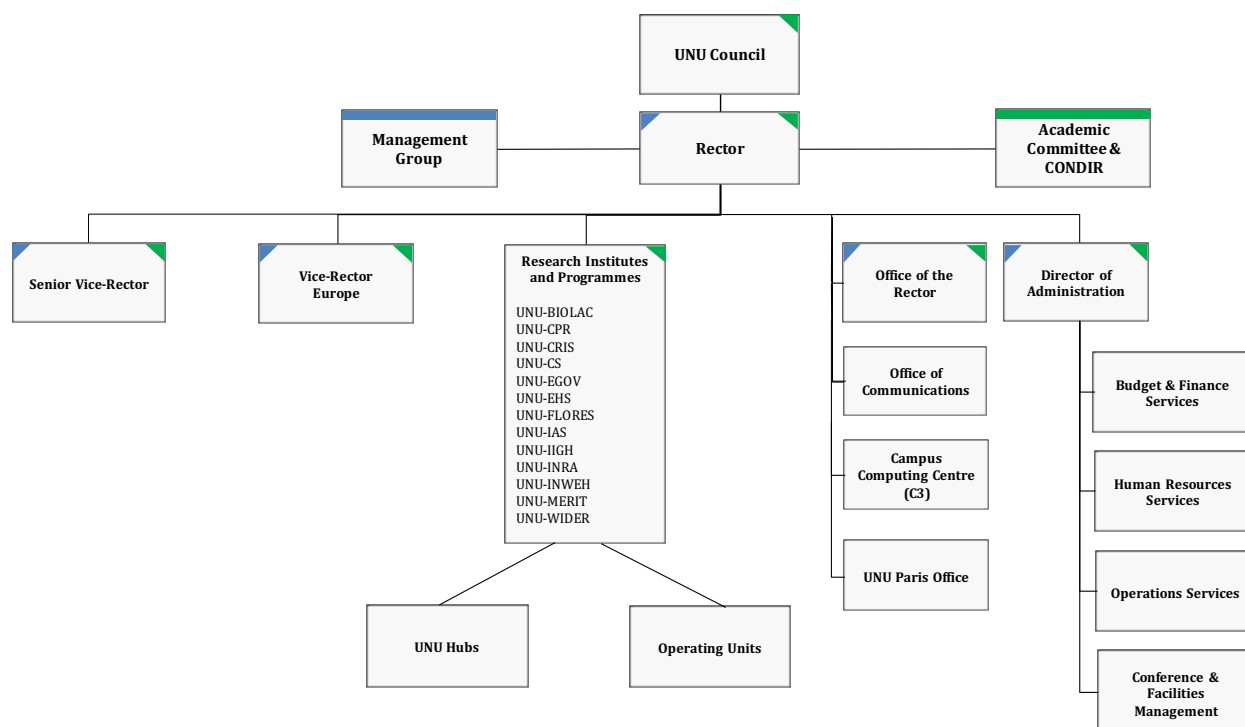 UNU Council
Management
Group
Rector
Academic
Committee &
CONDIR
Senior Vice-Rector
Vice-Rector
Europe
Research Institutes
and Programmes
UNU-BIOLAC
UNU-CPR
UNU-CRIS
UNU-CS
UNU-EGOV
UNU-EHS
UNU-FLORES
UNU-IAS
UNU-IIGH
UNU-INRA
UNU-INWEH
UNU-MERIT
UNU-WIDER
UNU Hubs
Operating Units
Office of the
Rector
Office of
Communications
Campus
Computing Centre
(C3)
UNU Paris Office
Director of
Administration
Budget & Finance
Services
Human Resources
Services
Operations Services
Conference &
Facilities
Management